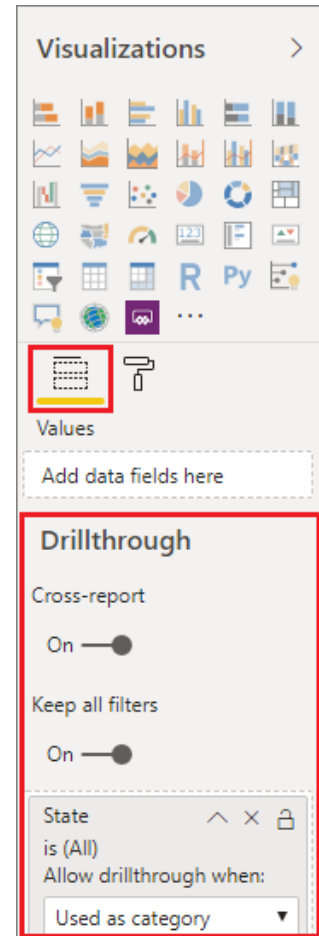 Visualizations
123
R Py
Values
Add data fields here
Drillthrough
Cross-report
On
Keep all filters
On
State
is (All)
Allow drillthrough when:
Used as category